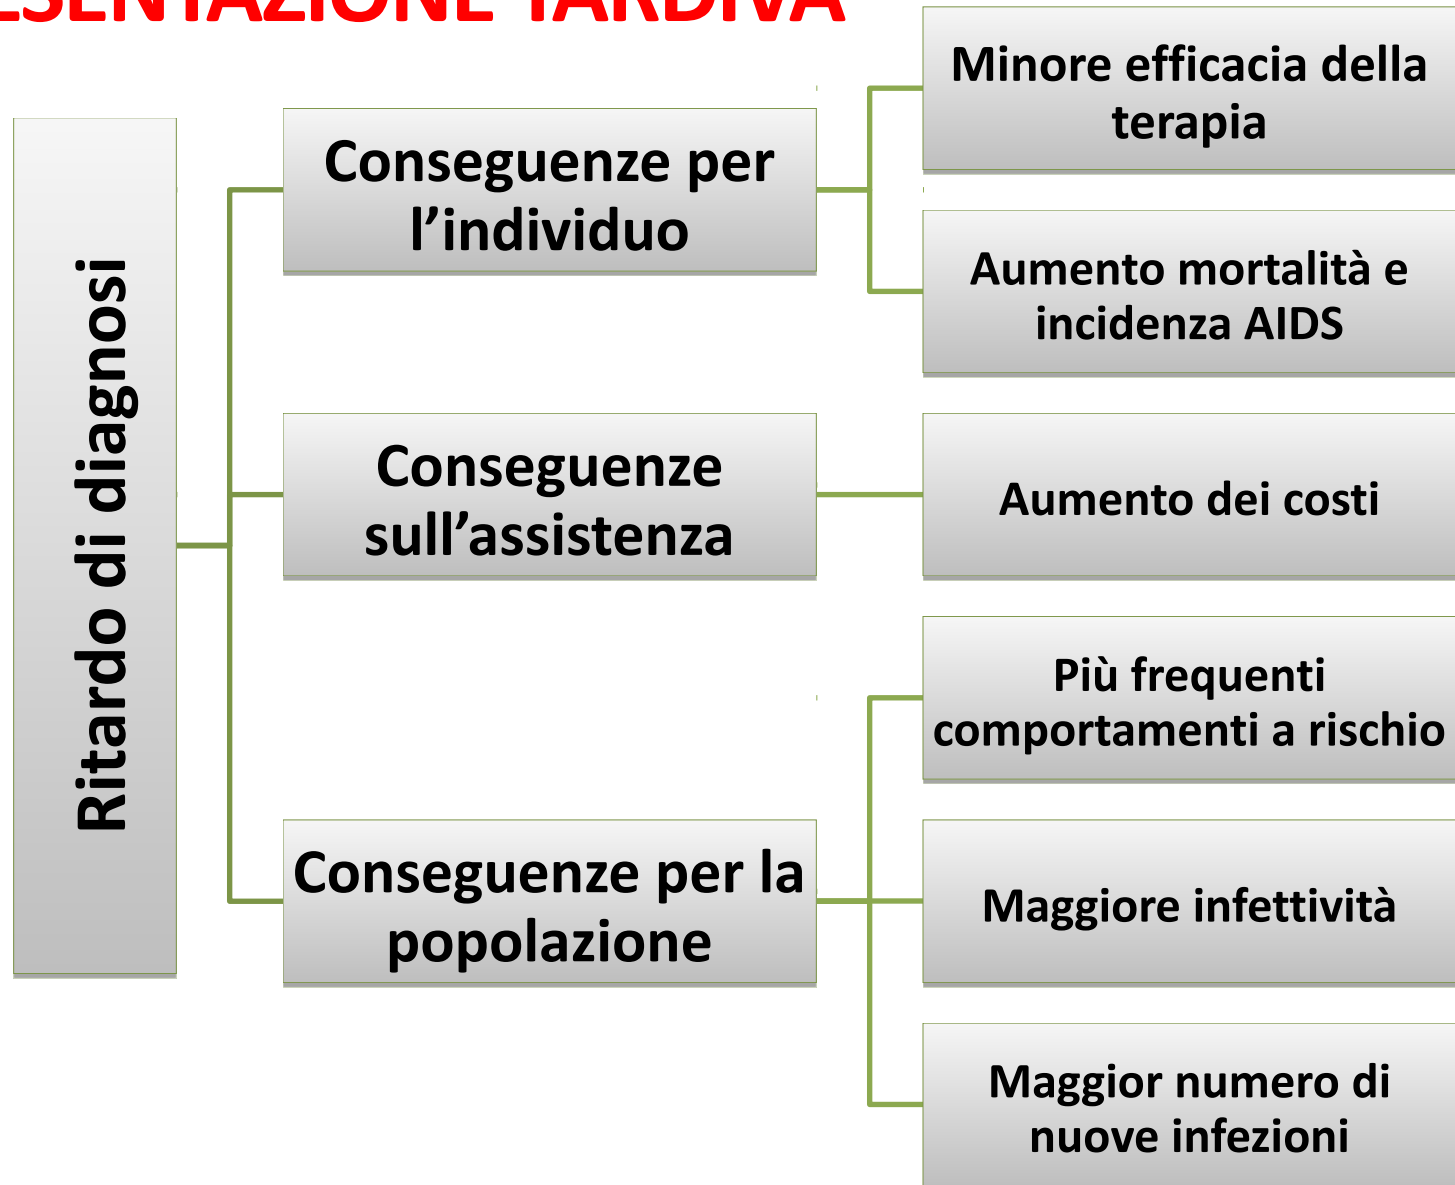 TARDIVA
Ritardo di diagnosi
Conseguenze per
l’individuo
Minore efficacia della
terapia
Aumento mortalità e
incidenza AIDS
Conseguenze
sull’assistenza
Aumento dei costi
Conseguenze per la
popolazione
Più frequenti
comportamenti a rischio
Maggiore infettività
Maggior numero di
nuove infezioni